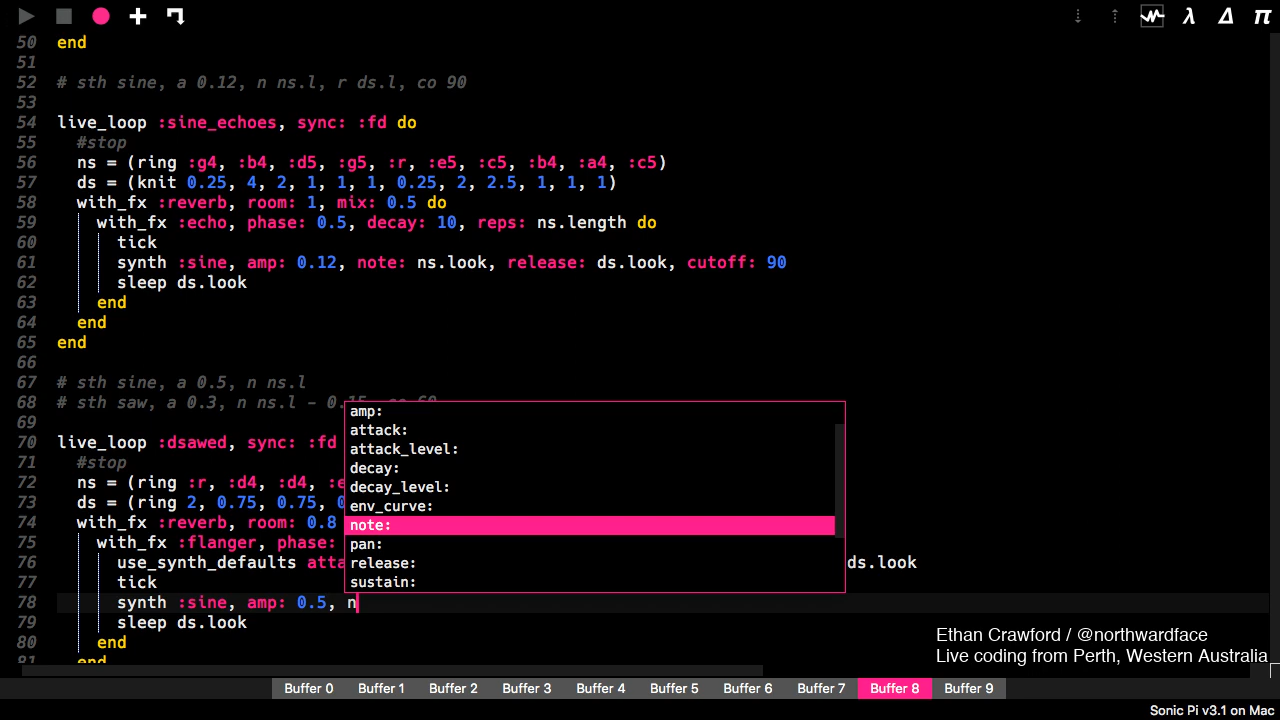 λ Δ π
50 end
51
52 # sth sine, a 0.12, n ns.l, r ds.l, co 90
53
54 live_loop :sine_echoes, sync: :fd do
55 #stop
56 ns = (ring :g4, :b4, :d5, :g5, :r, :e5, :c5, :b4, :a4, :c5)
57 ds = (knit 0.25, 4, 2, 1, 1, 1, 0.25, 2, 2.5, 1, 1, 1)
58 with_fx :reverb, room: 1, mix: 0.5 do
59 with_fx :echo, phase: 0.5, decay: 10, reps: ns.length do
60 tick
61 synth :sine, amp: 0.12, note: ns.look, release: ds.look, cutoff: 90
62 sleep ds.look
63 end
64 end
65 end
66
67 # sth sine, a 0.5, n ns.l
68 # sth saw, a 0.3, n ns.l - 0.15, co 60
69
70 live_loop :dsawed, sync: :fd
71 #stop
72 ns = (ring :r, :d4, :d4, :e
73 ds = (ring 2, 0.75, 0.75, 0
74 with_fx :reverb, room: 0.8
75 with_fx :flanger, phase:
76 use_synth_defaults atta ds.look
77 tick
78 synth :sine, amp: 0.5, n
79 sleep ds.look
80 end
81 end
amp:
attack:
attack_level:
decay:
decay_level:
env_curve:
note:
pan:
release:
sustain:
Ethan Crawford / @northwardface
Live coding from Perth, Western Australia
Buffer 0 Buffer 1 Buffer 2 Buffer 3 Buffer 4 Buffer 5 Buffer 6 Buffer 7 Buffer 8 Buffer 9
Sonic Pi v3.1 on Mac